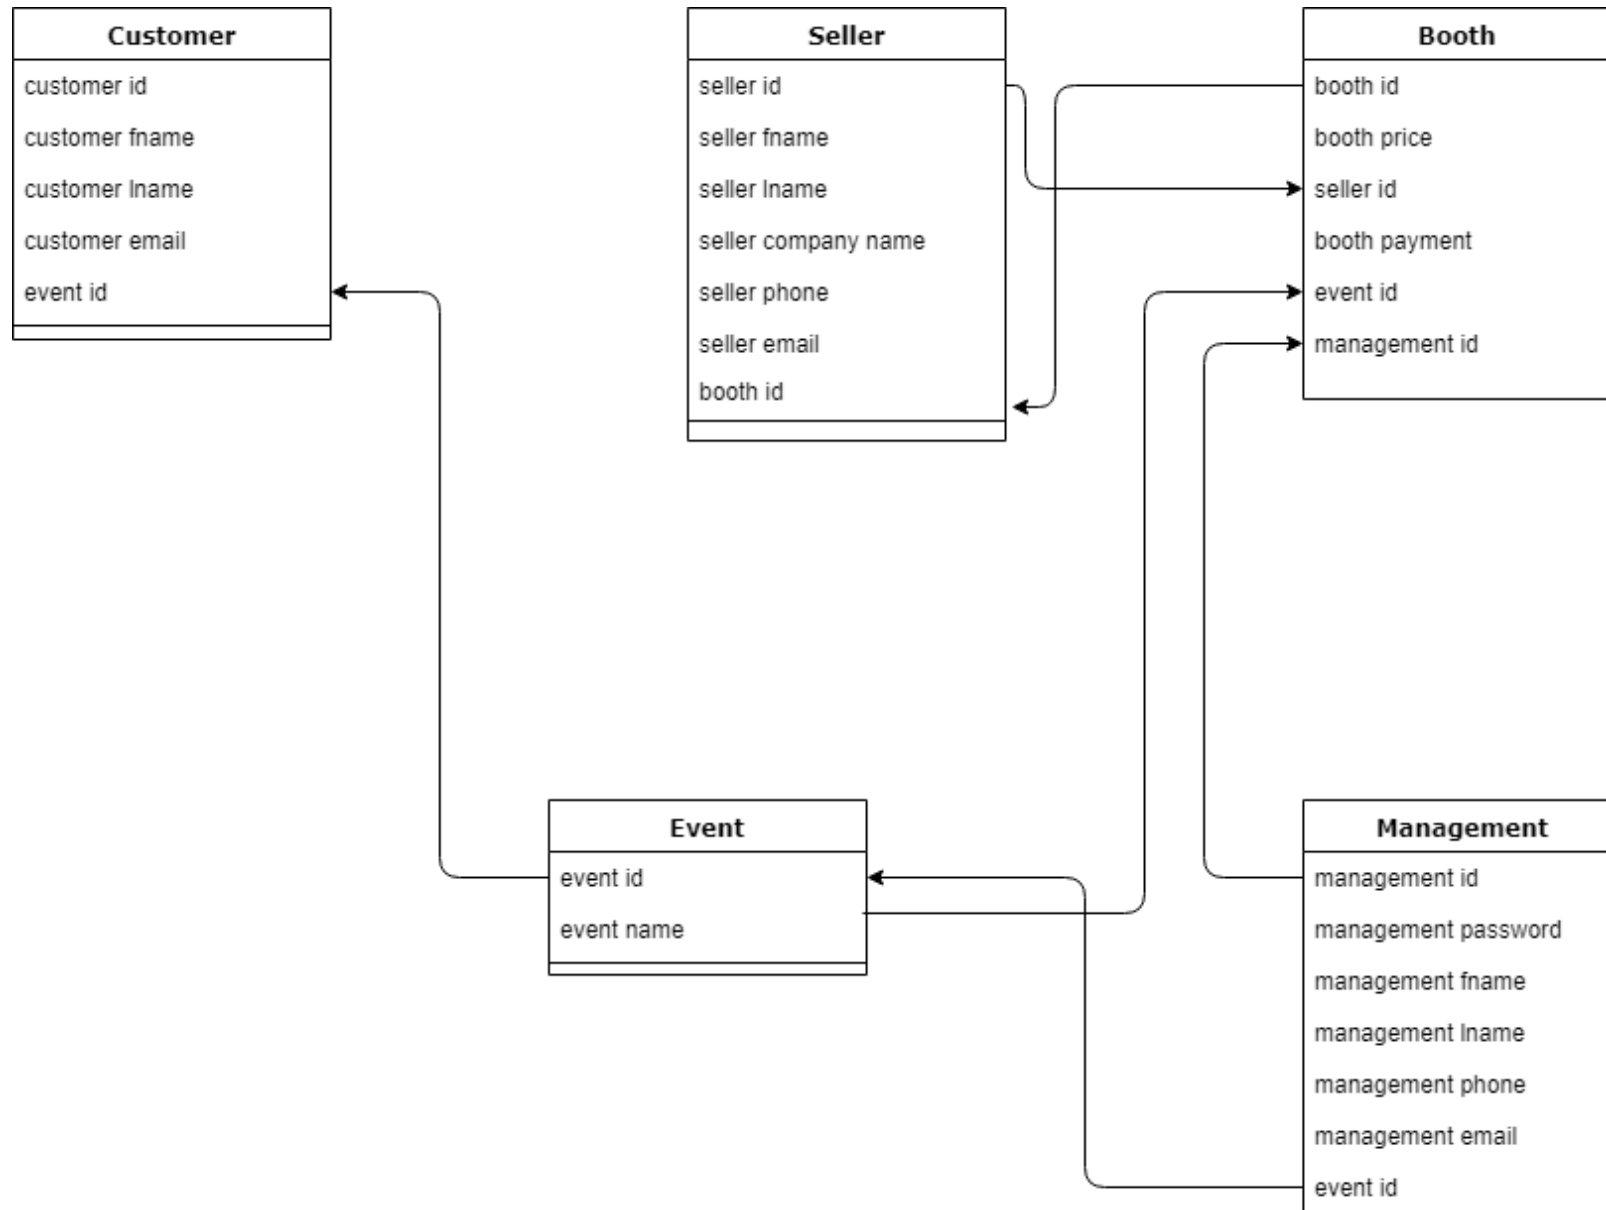 Customer
customer id
customer fname
customer lname
customer email
event id
Seller
seller id
seller fname
seller lname
seller company name
seller phone
seller email
booth id
Booth
booth id
booth price
seller id
booth payment
event id
management id
Event
event id
event name
Management
management id
management password
management fname
management lname
management phone
management email
event id